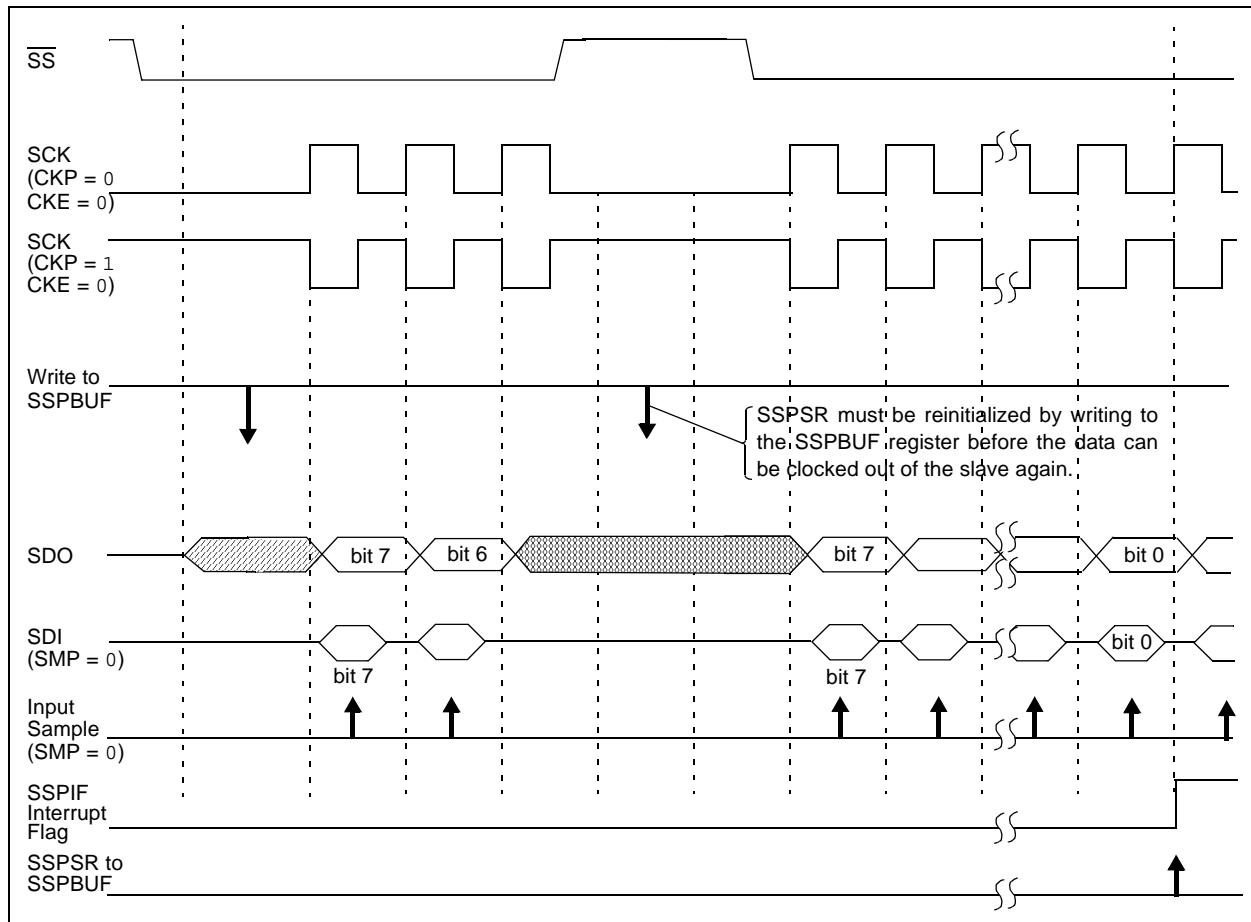 SS
SCK
(CKP = 0
CKE = 0)
SCK
(CKP = 1
CKE = 0)
Write to
SSPBUF
SSPSR must be reinitialized by writing to
the SSPBUF register before the data can
be clocked out of the slave again.
SDO
bit 7
bit 6
bit 7
bit 0
SDI
(SMP = 0)
bit 7
bit 7
bit 0
Input
Sample
(SMP = 0)
SSPIF
Interrupt
Flag
SSPSR to
SSPBUF